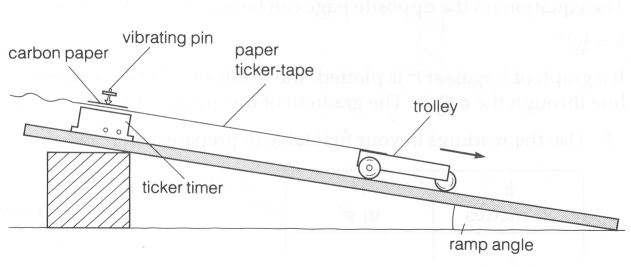 vibrating pin
carbon paper
paper
ticker-tape
trolley
ticker timer
ramp angle